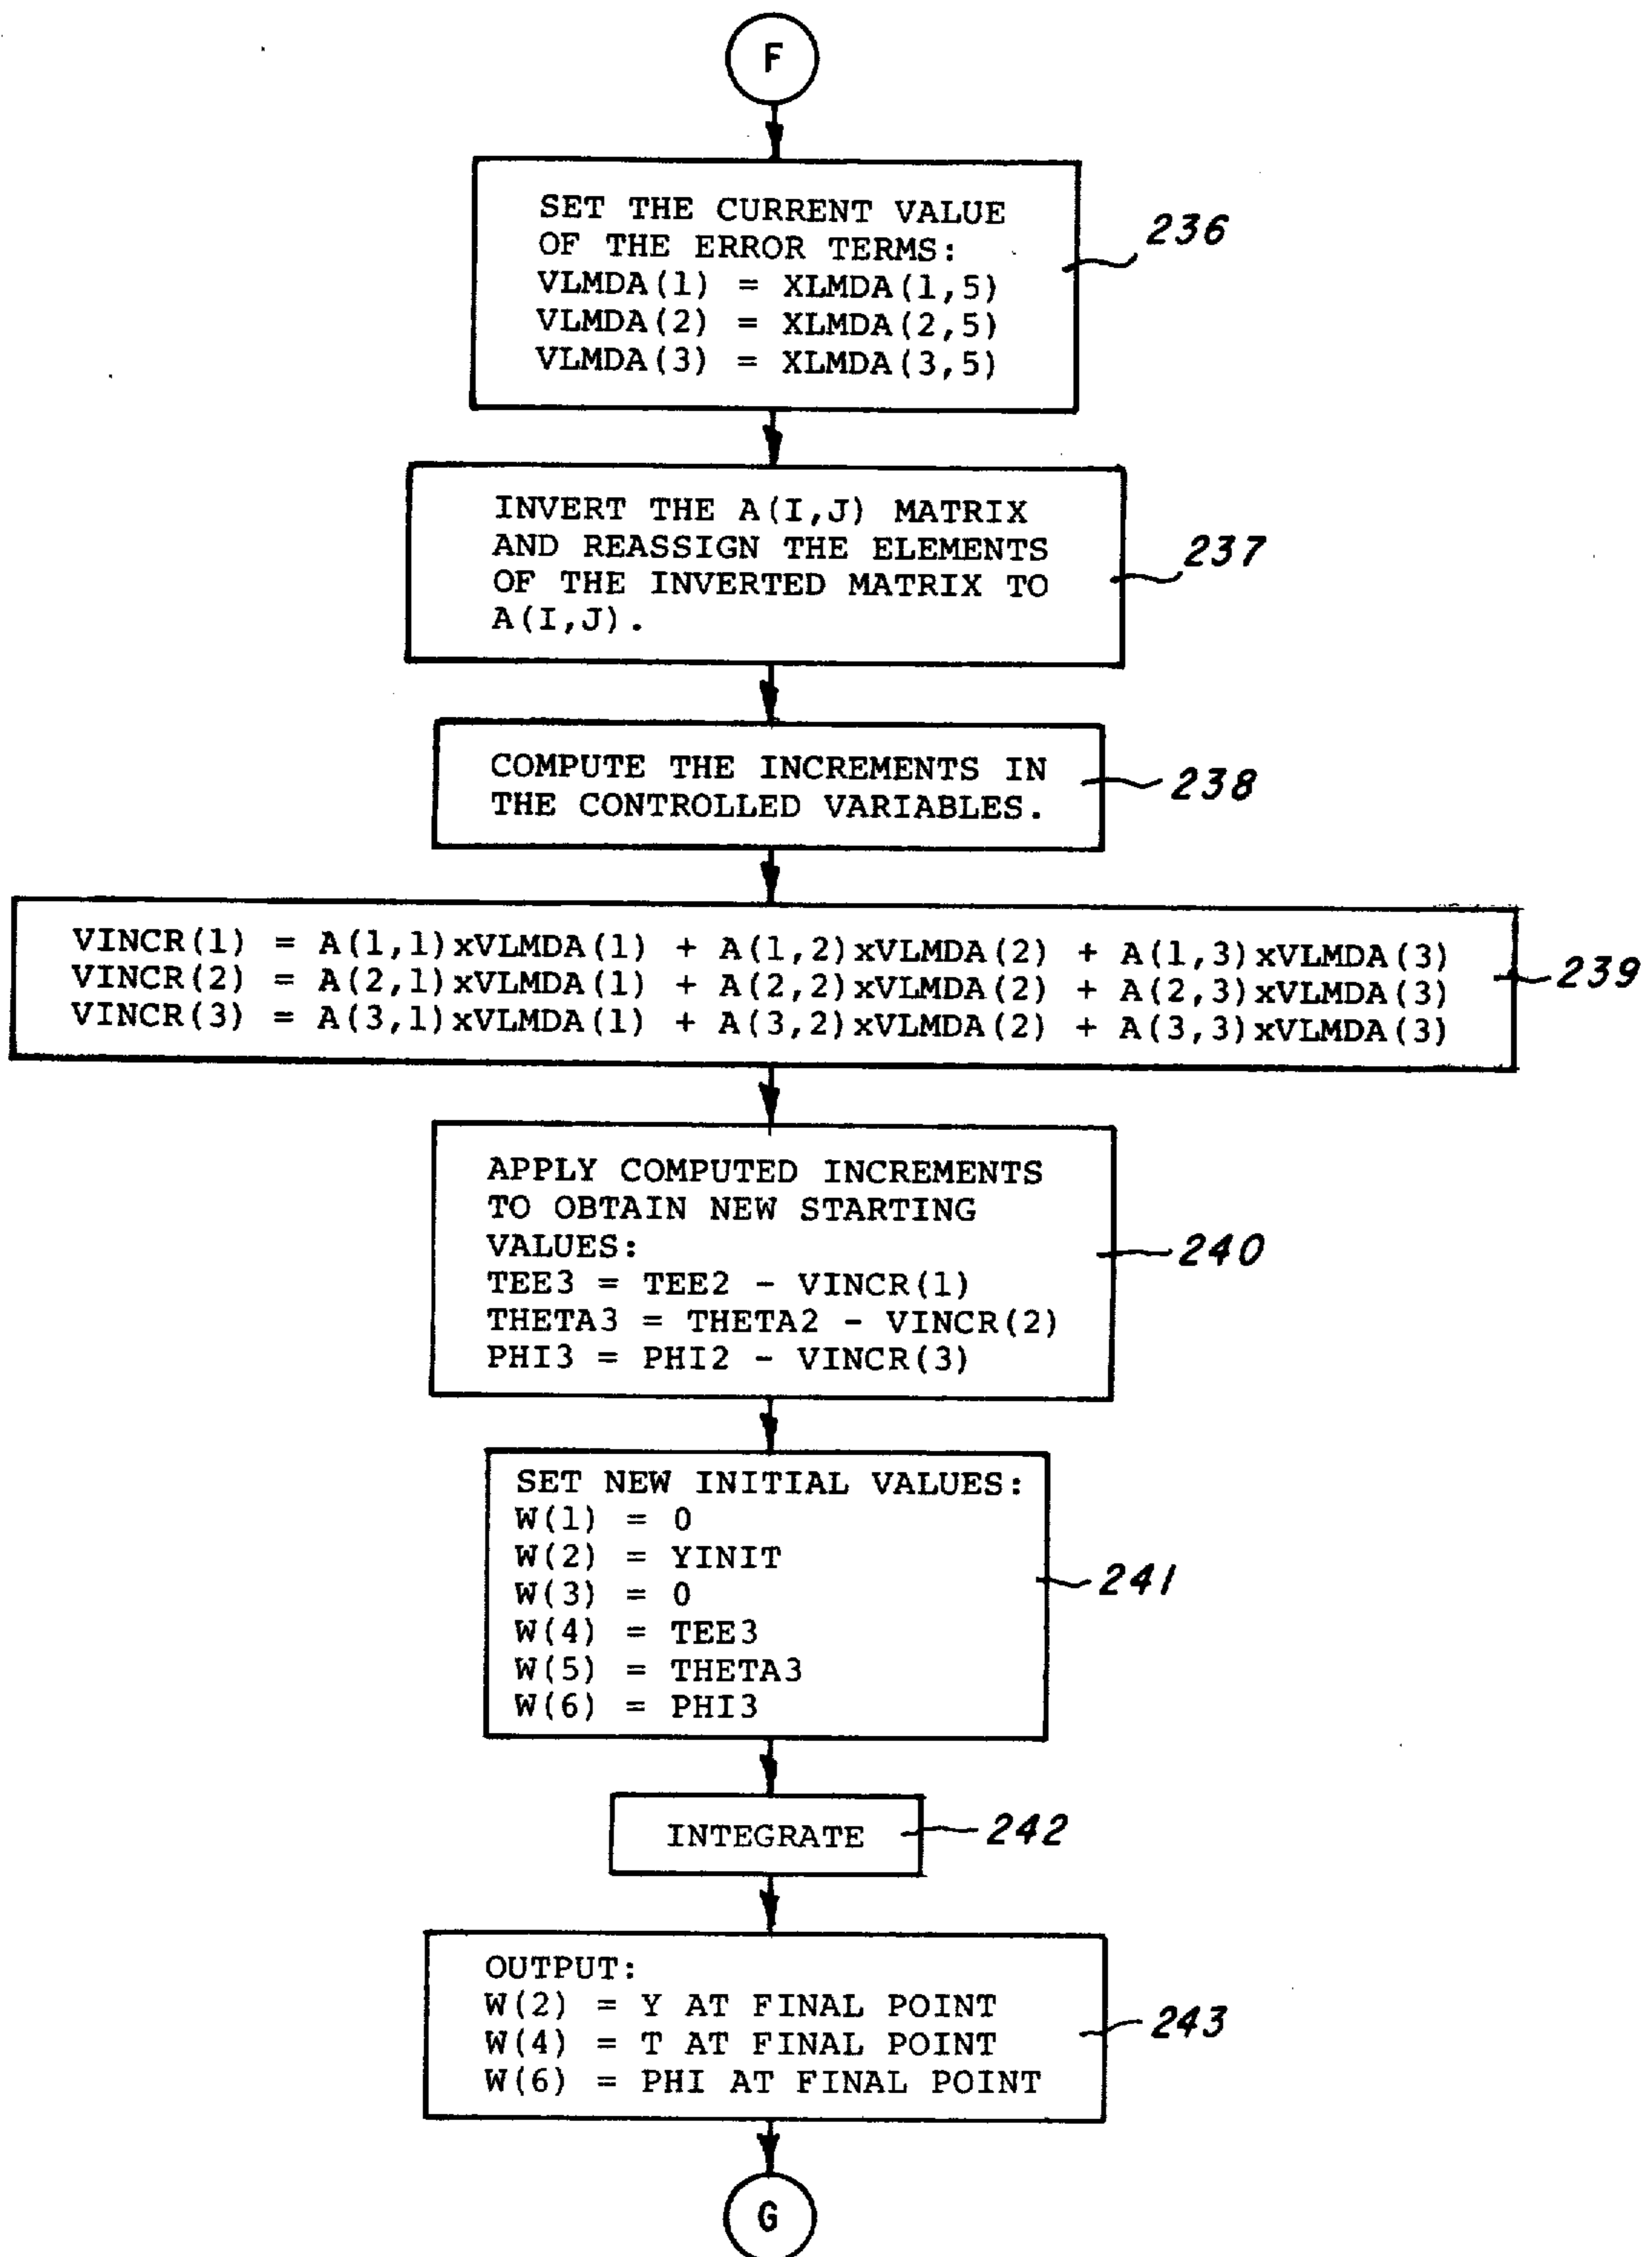 F
SET THE CURRENT VALUE
OF THE ERROR TERMS:
VLMDA(1) = XLMDA(1,5)
VLMDA(2) = XLMDA(2,5)
VLMDA(3) = XLMDA(3,5)
236
INVERT THE A(I,J) MATRIX
AND REASSIGN THE ELEMENTS
OF THE INVERTED MATRIX TO
A(I,J).
237
COMPUTE THE INCREMENTS IN
THE CONTROLLED VARIABLES.
238
VINCR(1) = A(1,1)xVLMDA(1) + A(1,2)xVLMDA(2) + A(1,3)xVLMDA(3)
VINCR(2) = A(2,1)xVLMDA(1) + A(2,2)xVLMDA(2) + A(2,3)xVLMDA(3)
VINCR(3) = A(3,1)xVLMDA(1) + A(3,2)xVLMDA(2) + A(3,3)xVLMDA(3)
239
APPLY COMPUTED INCREMENTS
TO OBTAIN NEW STARTING
VALUES:
TEE3 = TEE2 - VINCR(1)
THETA3 = THETA2 - VINCR(2)
PHI3 = PHI2 - VINCR(3)
240
SET NEW INITIAL VALUES:
W(1) = 0
W(2) = YINIT
W(3) = 0
W(4) = TEE3
W(5) = THETA3
W(6) = PHI3
241
INTEGRATE
242
OUTPUT:
W(2) = Y AT FINAL POINT
W(4) = T AT FINAL POINT
W(6) = PHI AT FINAL POINT
243
G